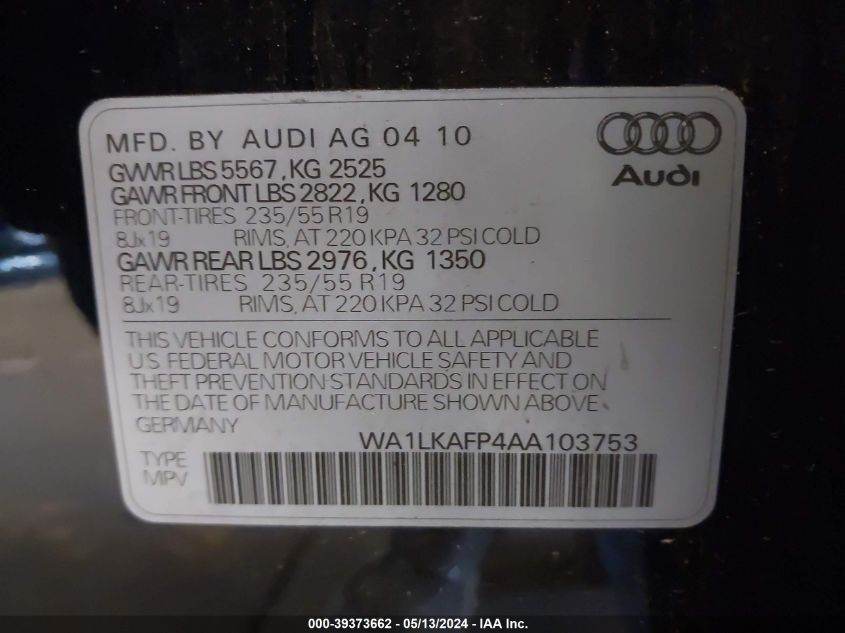 MFD. BY AUDI AG 04 10
Audi
GVWR LBS 5567, KG 2525
GAWR FRONT LBS 2822, KG 1280
FRONT-TIRES 235/55 R19
8Jx19 RIMS, AT 220 KPA 32 PSI COLD
GAWR REAR LBS 2976, KG 1350
REAR-TIRES 235/55 R19
8Jx19 RIMS, AT 220 KPA 32 PSI COLD
THIS VEHICLE CONFORMS TO ALL APPLICABLE
U.S. FEDERAL MOTOR VEHICLE SAFETY AND
THEFT PREVENTION STANDARDS IN EFFECT ON
THE DATE OF MANUFACTURE SHOWN ABOVE
GERMANY
WA1LKAFP4AA103753
TYPE
MPV
000-39373662 - 05/13/2024 - IAA Inc.